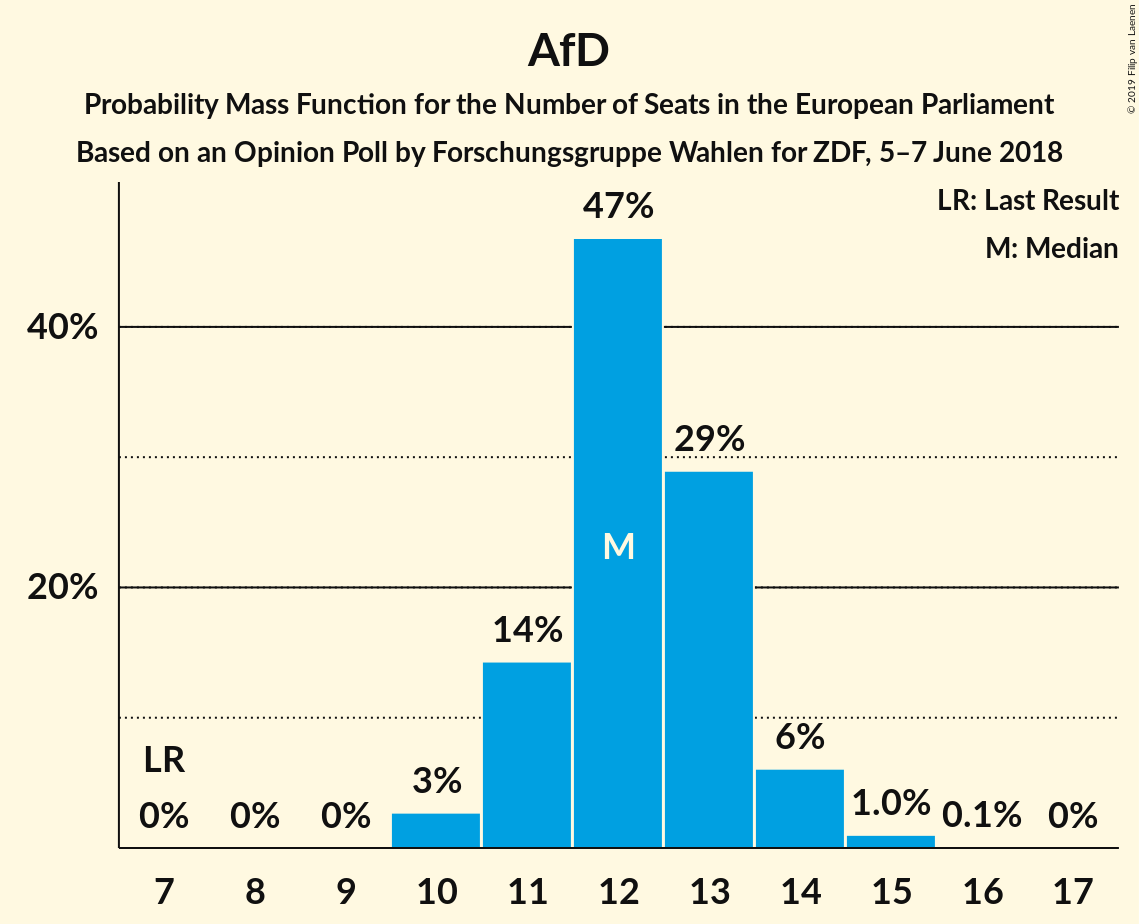 AfD
Probability Mass Function for the Number of Seats in the European Parliament
Based on an Opinion Poll by Forschungsgruppe Wahlen for ZDF, 5–7 June 2018
© 2019 Filip van Laenen
LR: Last Result
M: Median
47%
40%
29%
M
20%
14%
6%
LR
3%
1.0%
0% 0% 0% 0.1% 0%
7 8 9 10 11 12 13 14 15 16 17